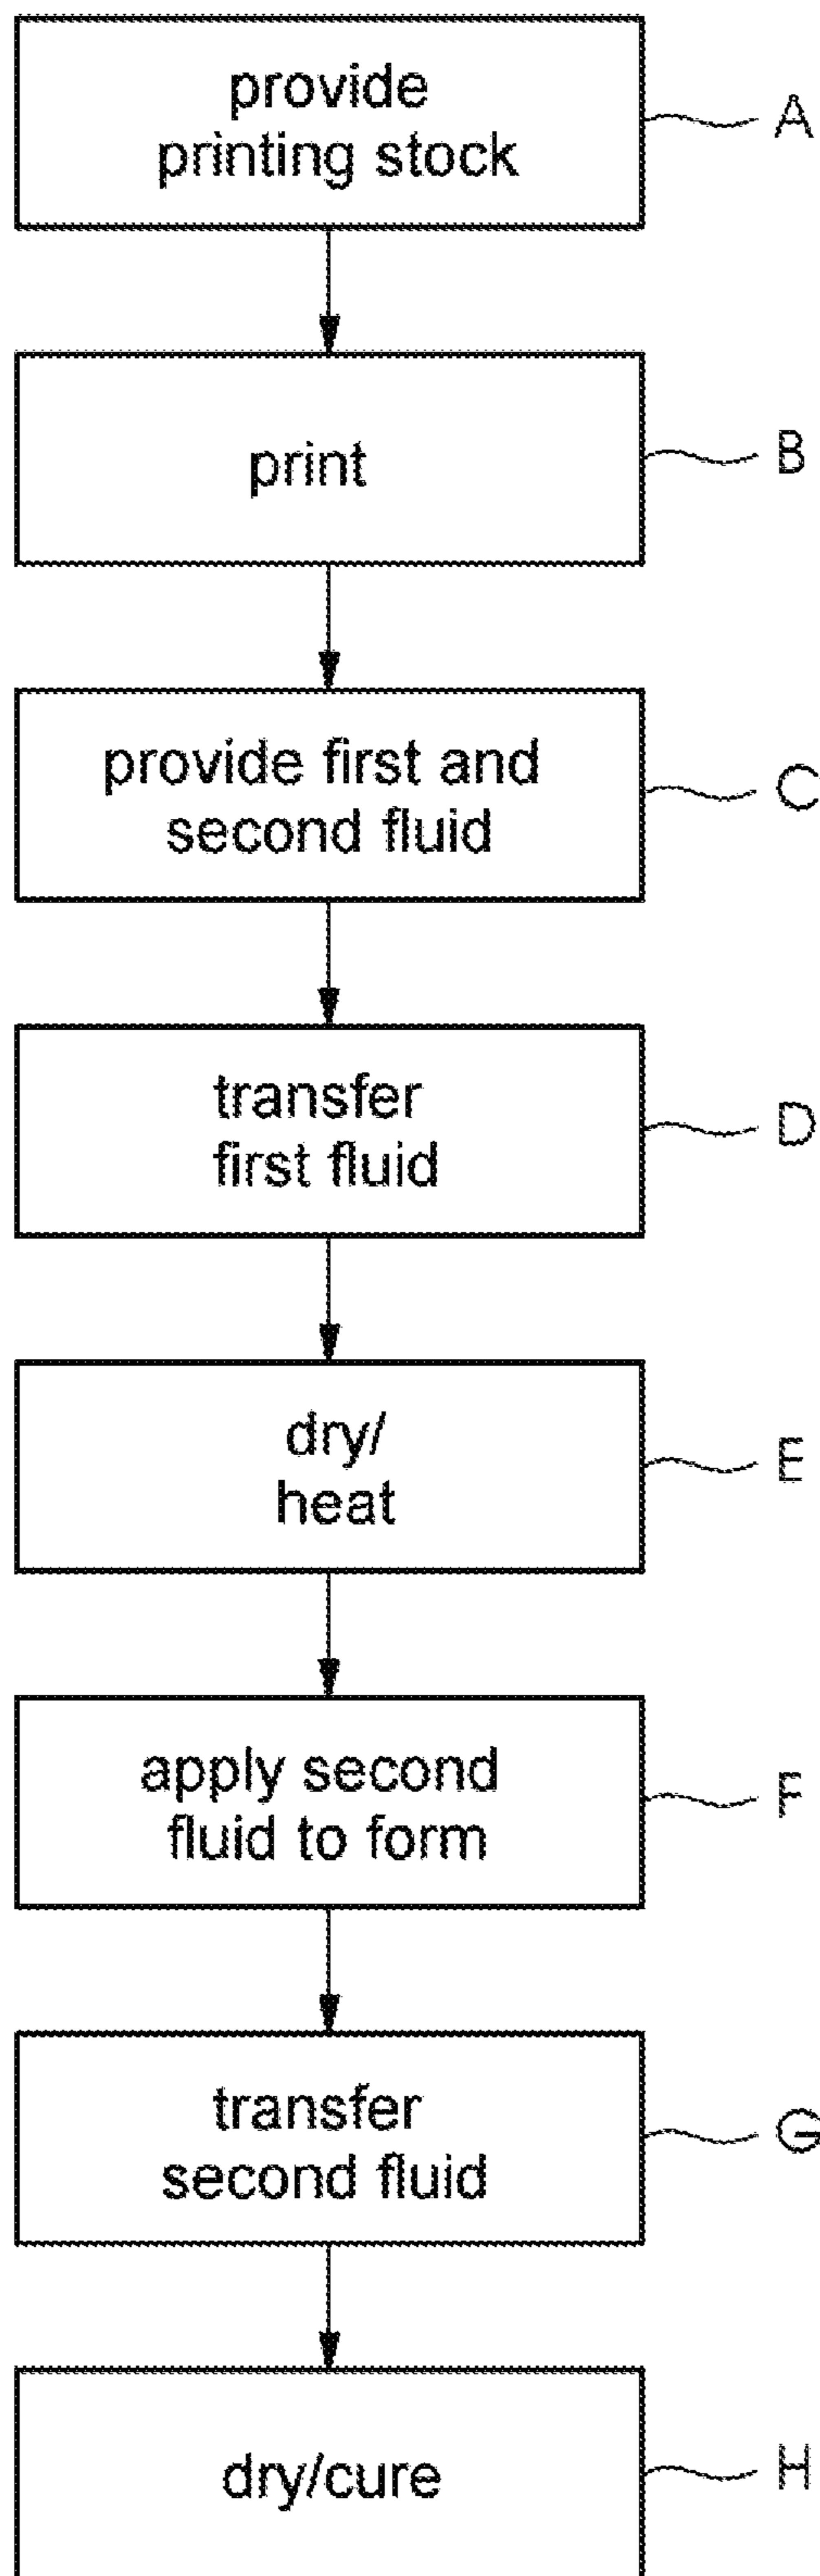 provide
printing stock
A
print
B
provide first and
second fluid
C
transfer
first fluid
D
dry/
heat
E
apply second
fluid to form
F
transfer
second fluid
G
dry/cure
H